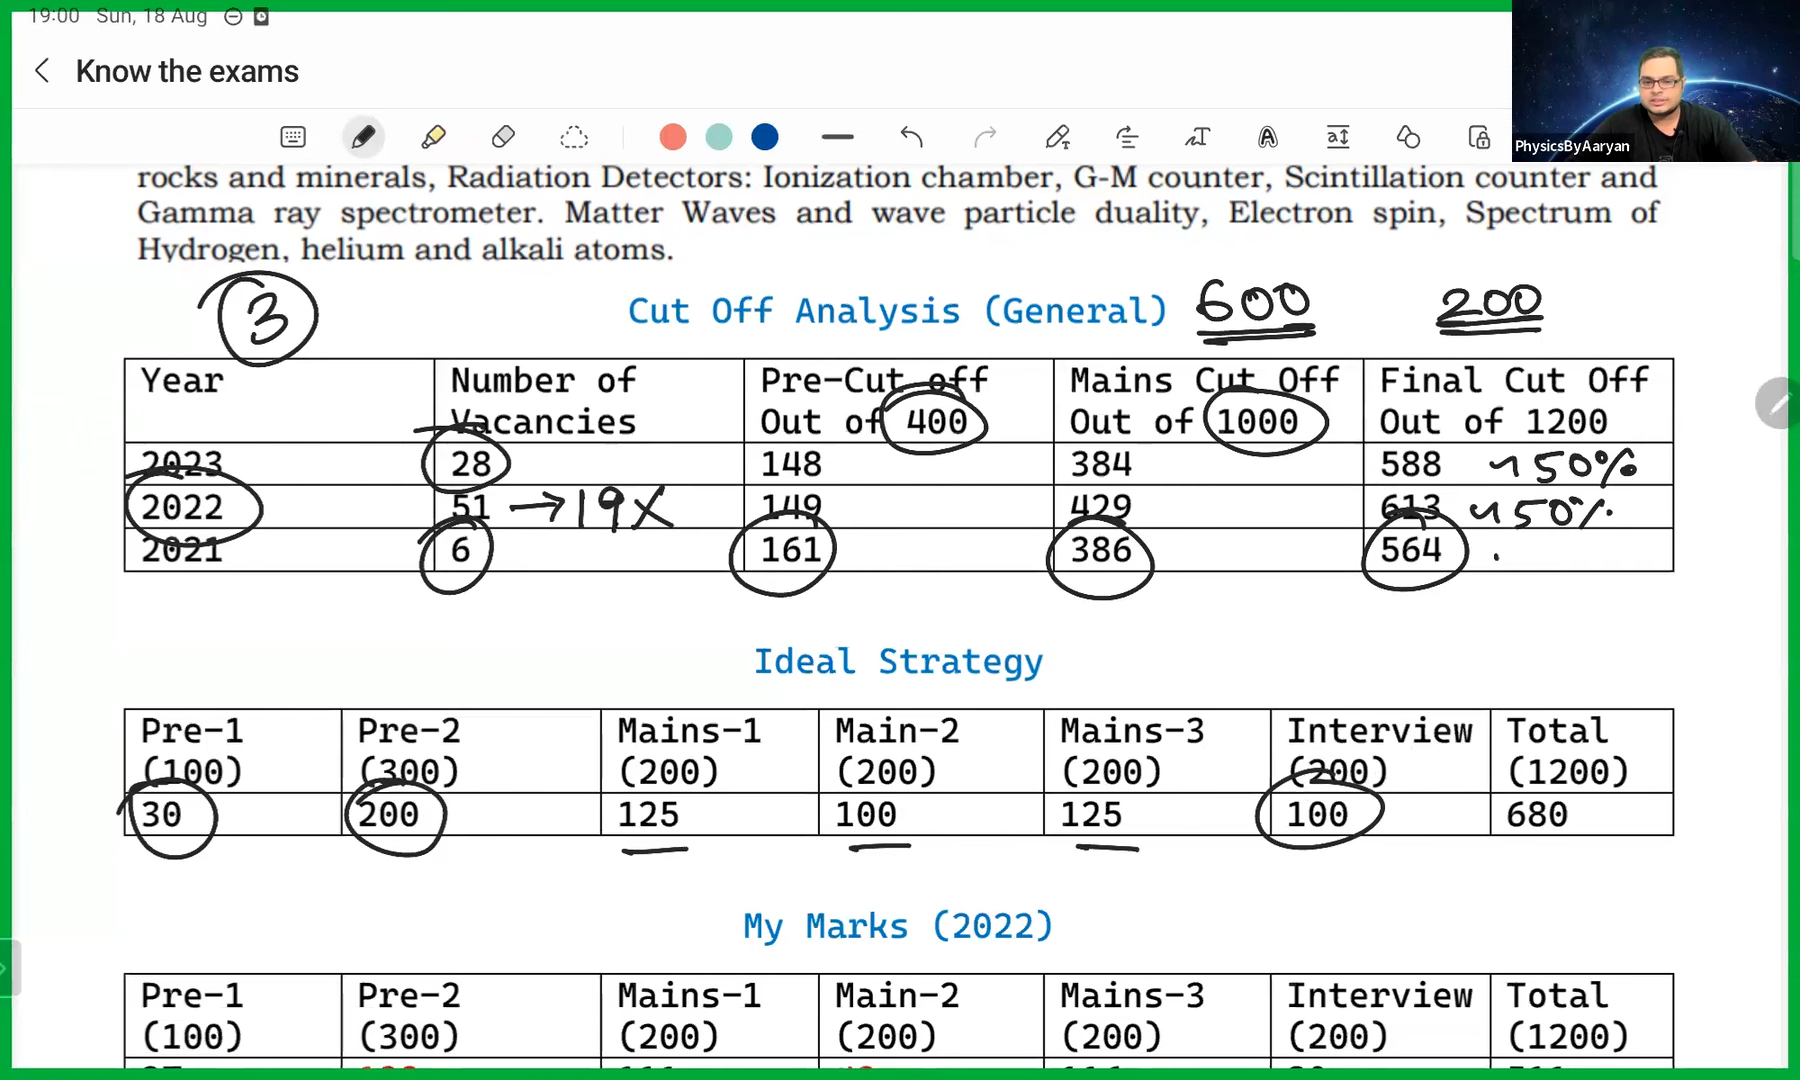 19:00 Sun, 18 Aug
Know the exams
PhysicsByAaryan
rocks and minerals, Radiation Detectors: Ionization chamber, G-M counter, Scintillation counter and
Gamma ray spectrometer. Matter Waves and wave particle duality, Electron spin, Spectrum of
Hydrogen, helium and alkali atoms.
3
Cut Off Analysis (General) 600 200
Year Number of Vacancies Pre-Cut off Out of 400 Mains Cut Off Out of 1000 Final Cut Off Out of 1200
2023 28 148 384 588 ~50%
2022 51 → 19X 149 429 613 ~50%
2021 6 161 386 564
Ideal Strategy
Pre-1 (100) Pre-2 (300) Mains-1 (200) Main-2 (200) Mains-3 (200) Interview (200) Total (1200)
30 200 125 100 125 100 680
My Marks (2022)
Pre-1 (100) Pre-2 (300) Mains-1 (200) Main-2 (200) Mains-3 (200) Interview (200) Total (1200)